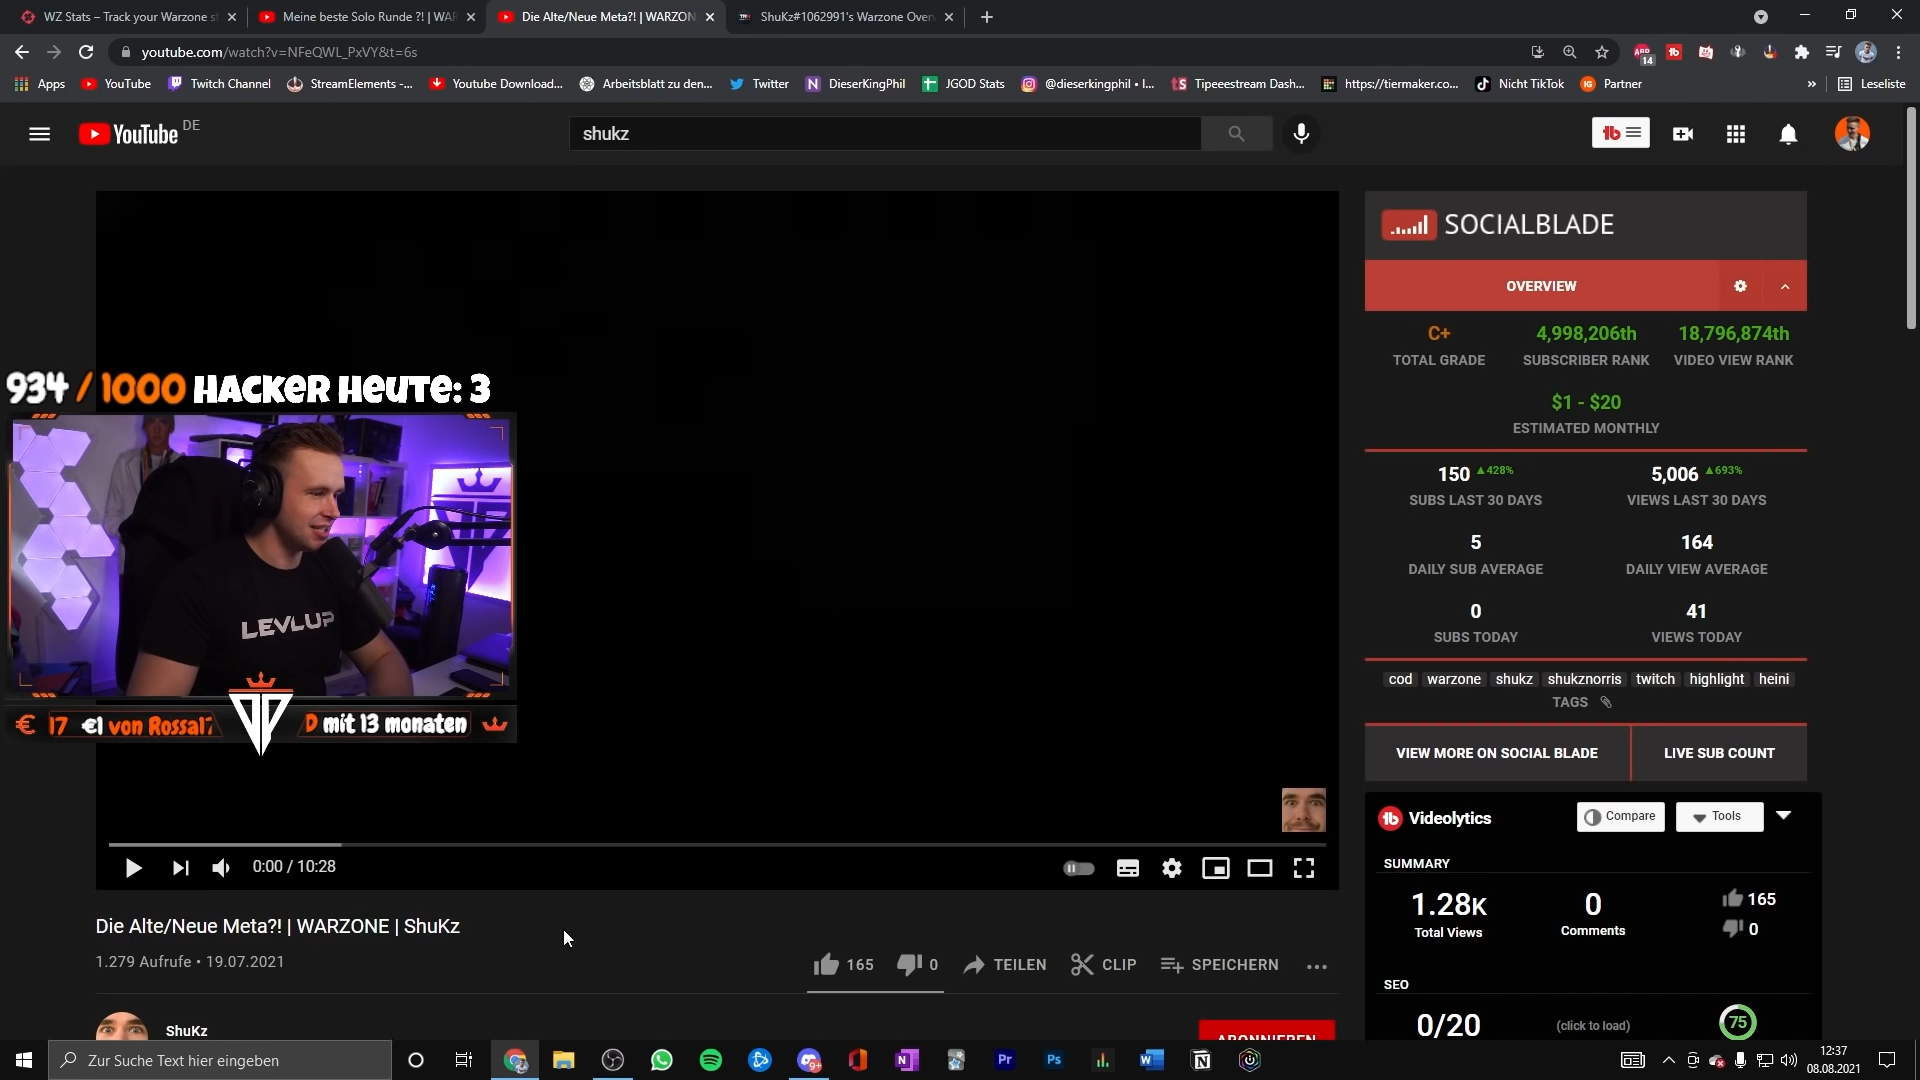 WZ Stats – Track your Warzone st
Meine beste Solo Runde ?! | WAR
Die Alte/Neue Meta?! | WARZON
ShuKz#1062991's Warzone Over
youtube.com/watch?v=NFeQWL_PxVY&t=6s
14
Apps
YouTube
Twitch Channel
StreamElements -...
Youtube Download...
Arbeitsblatt zu den...
Twitter
DieserKingPhil
JGOD Stats
@dieserkingphil • I...
Tipeeestream Dash...
https://tiermaker.co...
Nicht TikTok
Partner
»
Leseliste
YouTube DE
shukz
SOCIALBLADE
OVERVIEW
C+ 4,998,206th 18,796,874th
TOTAL GRADE SUBSCRIBER RANK VIDEO VIEW RANK
$1 - $20
ESTIMATED MONTHLY
150 ▲428% 5,006 ▲693%
SUBS LAST 30 DAYS VIEWS LAST 30 DAYS
5 164
DAILY SUB AVERAGE DAILY VIEW AVERAGE
0 41
SUBS TODAY VIEWS TODAY
cod warzone shukz shukznorris twitch highlight heini
TAGS
VIEW MORE ON SOCIAL BLADE LIVE SUB COUNT
934 / 1000 HACKER HEUTE: 3
LEVLUP
€ 17 €1 von Rossal7
D mit 13 monaten
0:00 / 10:28
Die Alte/Neue Meta?! | WARZONE | ShuKz
1.279 Aufrufe • 19.07.2021
165 0 TEILEN CLIP SPEICHERN ...
ShuKz
ABONNIEREN
Videolytics Compare Tools
SUMMARY
1.28K 0 165
Total Views Comments 0
SEO
0/20 (click to load) 75
Zur Suche Text hier eingeben
12:37
08.08.2021